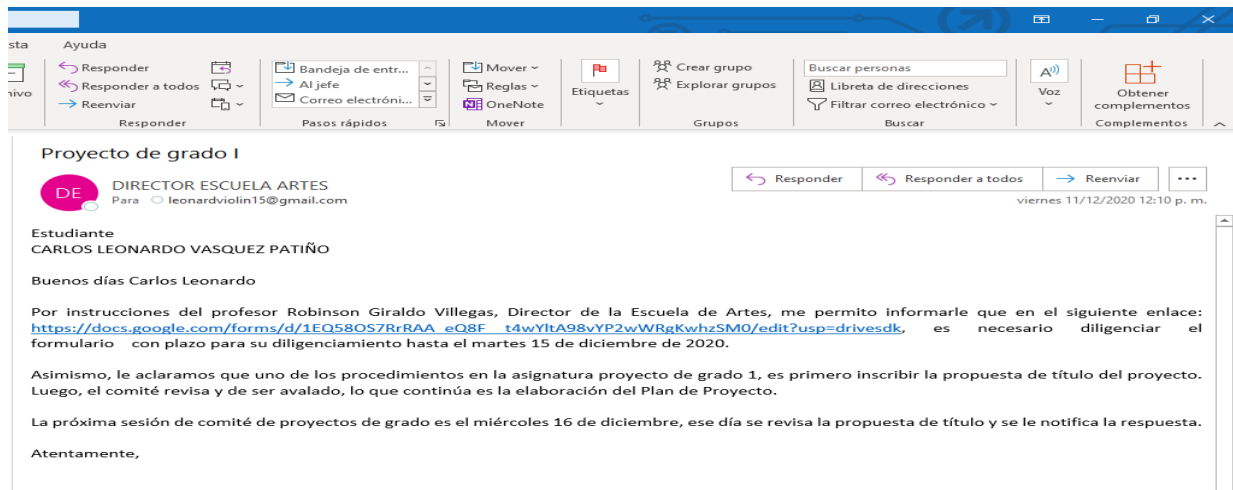 sta Ayuda
Responder
Responder a todos
Reenviar
Responder
Bandeja de entr...
Al jefe
Correo electróni...
Pasos rápidos
Mover
Reglas
OneNote
Mover
Etiquetas
Crear grupo
Explorar grupos
Grupos
Buscar personas
Libreta de direcciones
Filtrar correo electrónico
Buscar
Voz
Obtener
complementos
Complementos
Proyecto de grado I
DE
DIRECTOR ESCUELA ARTES
Para leonardviolin15@gmail.com
Responder Responder a todos Reenviar ...
viernes 11/12/2020 12:10 p. m.
Estudiante
CARLOS LEONARDO VASQUEZ PATIÑO
Buenos días Carlos Leonardo
Por instrucciones del profesor Robinson Giraldo Villegas, Director de la Escuela de Artes, me permito informarle que en el siguiente enlace:
https://docs.google.com/forms/d/1EQ58OS7RrRAA_eQ8F__t4wYltA98vYP2wWRgKwhzSM0/edit?usp=drivesdk, es necesario diligenciar el
formulario con plazo para su diligenciamiento hasta el martes 15 de diciembre de 2020.
Asimismo, le aclaramos que uno de los procedimientos en la asignatura proyecto de grado 1, es primero inscribir la propuesta de título del proyecto.
Luego, el comité revisa y de ser avalado, lo que continúa es la elaboración del Plan de Proyecto.
La próxima sesión de comité de proyectos de grado es el miércoles 16 de diciembre, ese día se revisa la propuesta de título y se le notifica la respuesta.
Atentamente,